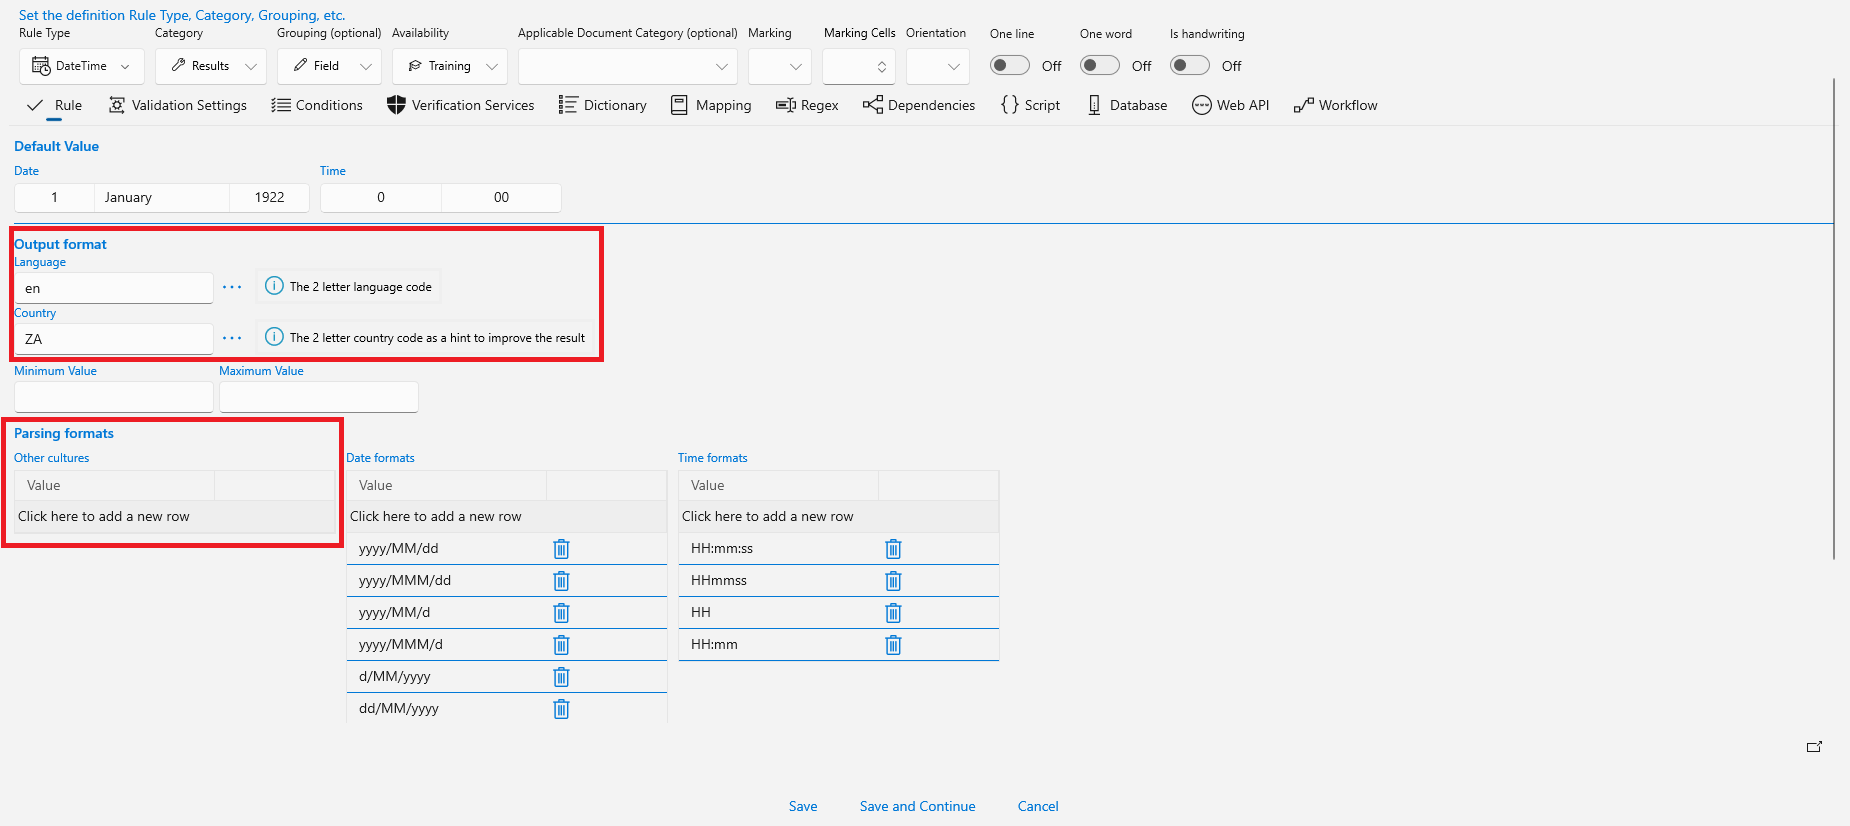 Set the definition Rule Type, Category, Grouping, etc.
Rule Type Category Grouping (optional) Availability Applicable Document Category (optional) Marking Marking Cells Orientation One line One word Is handwriting
DateTime Results Field Training Off Off Off
Rule Validation Settings Conditions Verification Services Dictionary Mapping Regex Dependencies Script Database Web API Workflow
Default Value
Date Time
1 January 1922 0 00
Output format
Language
en ... The 2 letter language code
Country
ZA ... The 2 letter country code as a hint to improve the result
Minimum Value Maximum Value
Parsing formats
Other cultures Date formats Time formats
Value Value Value
Click here to add a new row Click here to add a new row Click here to add a new row
yyyy/MM/dd HH:mm:ss
yyyy/MMM/dd HHmmss
yyyy/MM/d HH
yyyy/MMM/d HH:mm
d/MM/yyyy
dd/MM/yyyy
Save Save and Continue Cancel